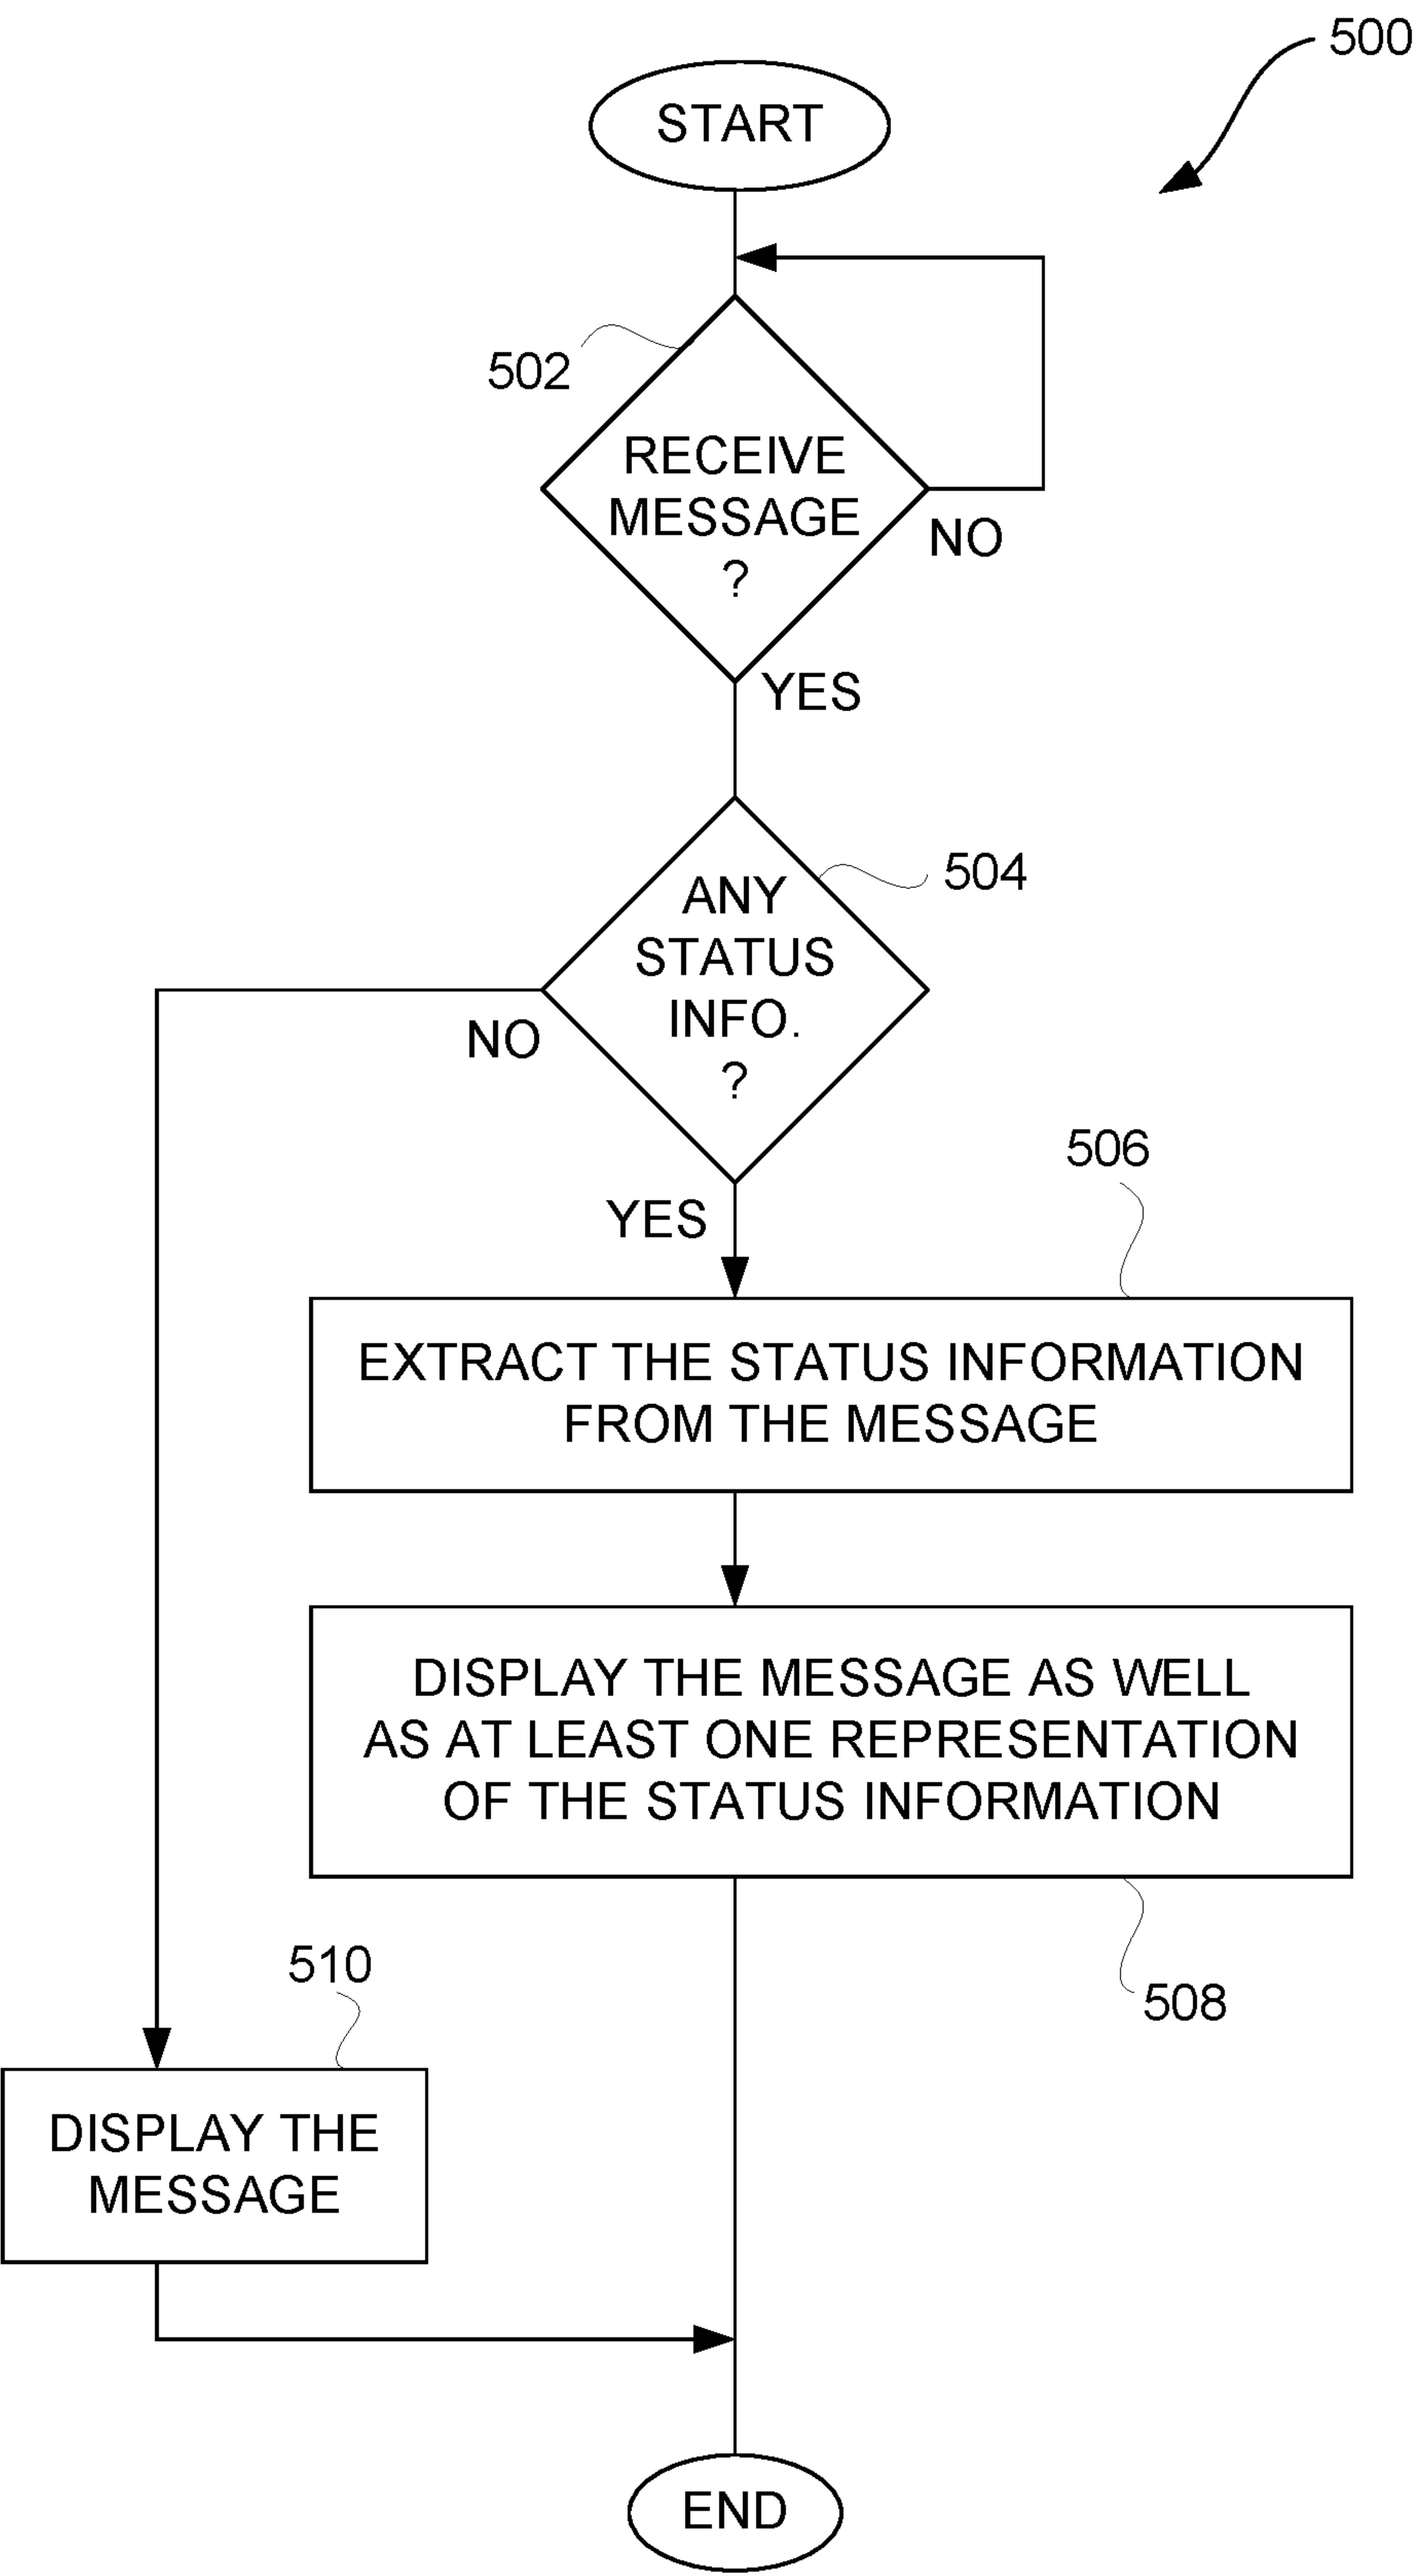 500
START
502
RECEIVE
MESSAGE
?
NO
YES
504
ANY
STATUS
INFO.
?
NO
YES
506
EXTRACT THE STATUS INFORMATION
FROM THE MESSAGE
DISPLAY THE MESSAGE AS WELL
AS AT LEAST ONE REPRESENTATION
OF THE STATUS INFORMATION
508
510
DISPLAY THE
MESSAGE
END